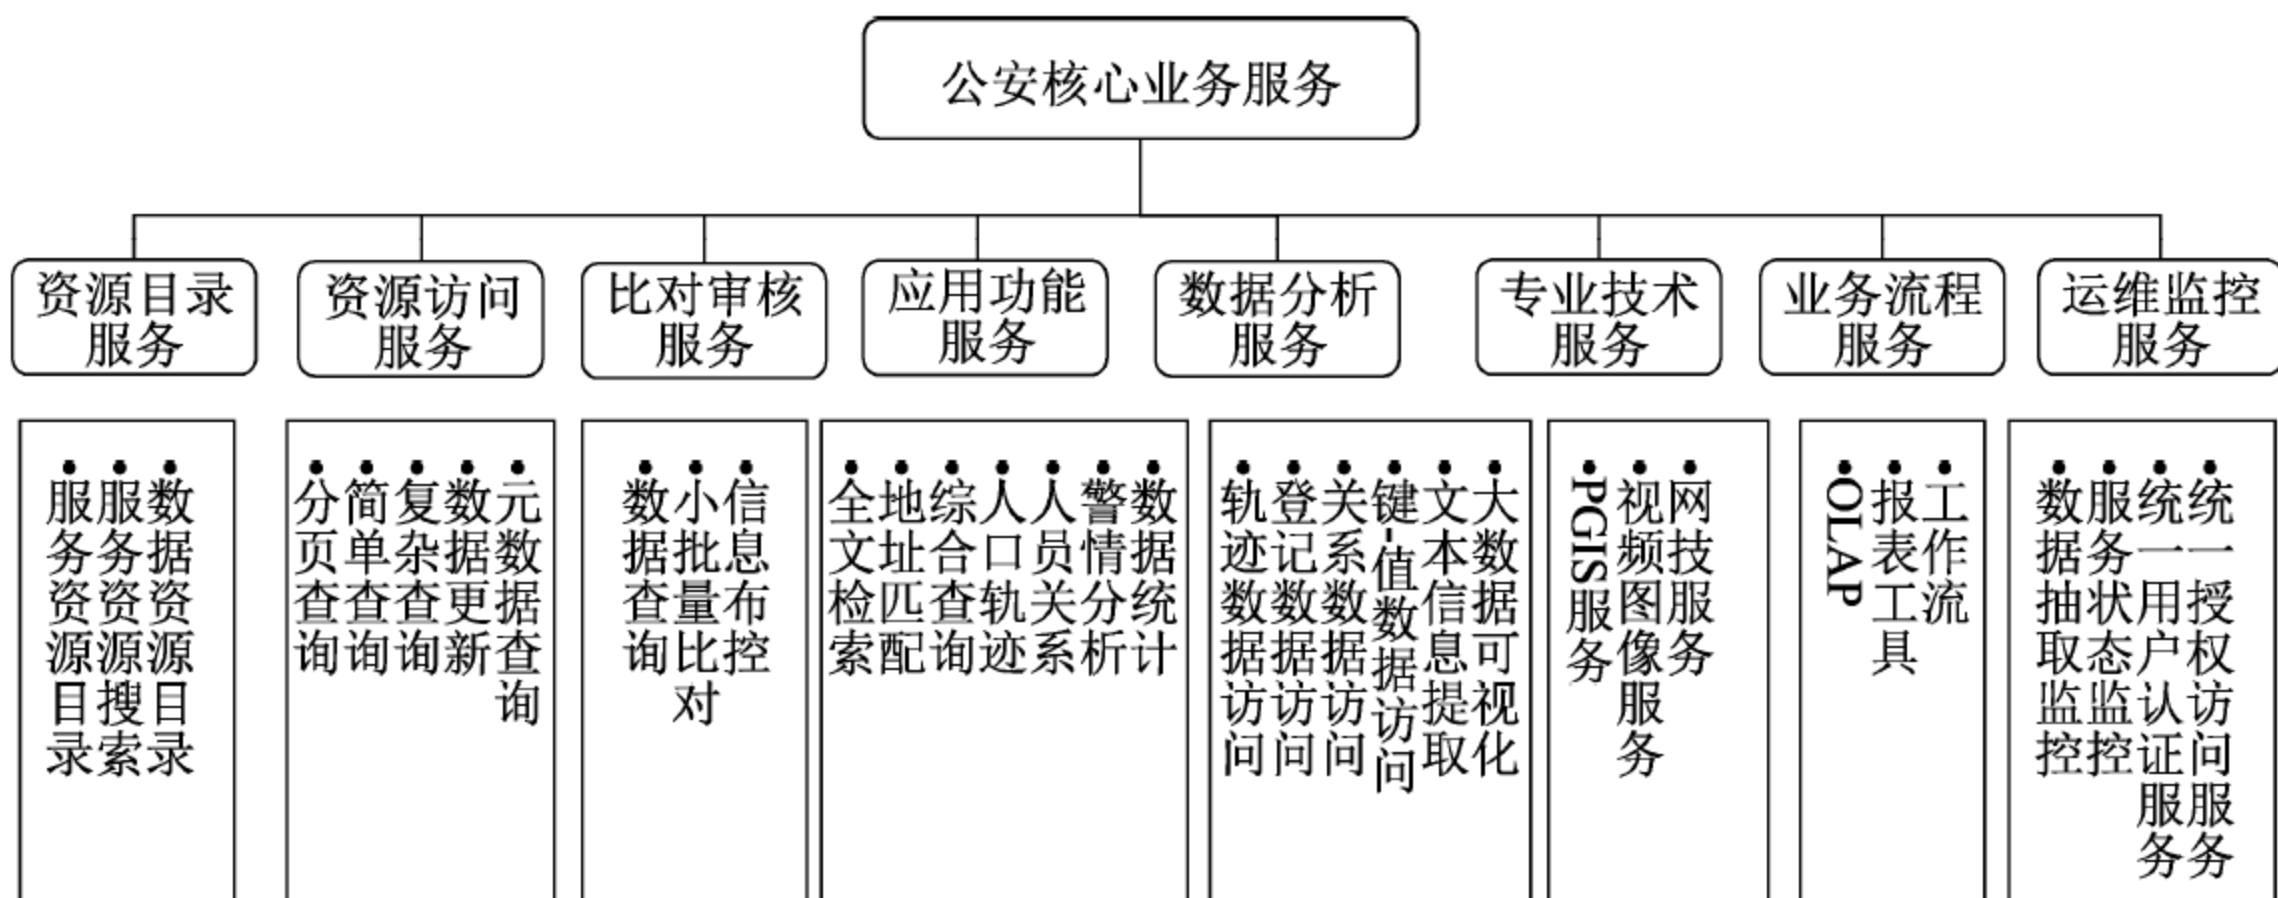 公安核心业务服务
资源目录
服务
资源访问
服务
比对审核
服务
应用功能
服务
数据分析
服务
专业技术
服务
业务流程
服务
运维监控
服务
●服务资源目录
●服务资源搜索
●数据资源目录
●分页查询
●简单查询
●复杂查询
●数据更新
●元数据查询
●数据查询
●小批量比对
●信息布控
●全文检索
●地址匹配
●综合查询
●人口轨迹
●人员关系
●警情分析
●数据统计
●轨迹数据访问
●登记数据访问
●关系数据访问
●键-值数据访问
●文本信息提取
●大数据可视化
●PGIS服务
●视频图像服务
●网技服务
●OLAP
●报表工具
●工作流
●数据抽取监控
●服务状态监控
●统一用户认证服务
●统一授权访问服务